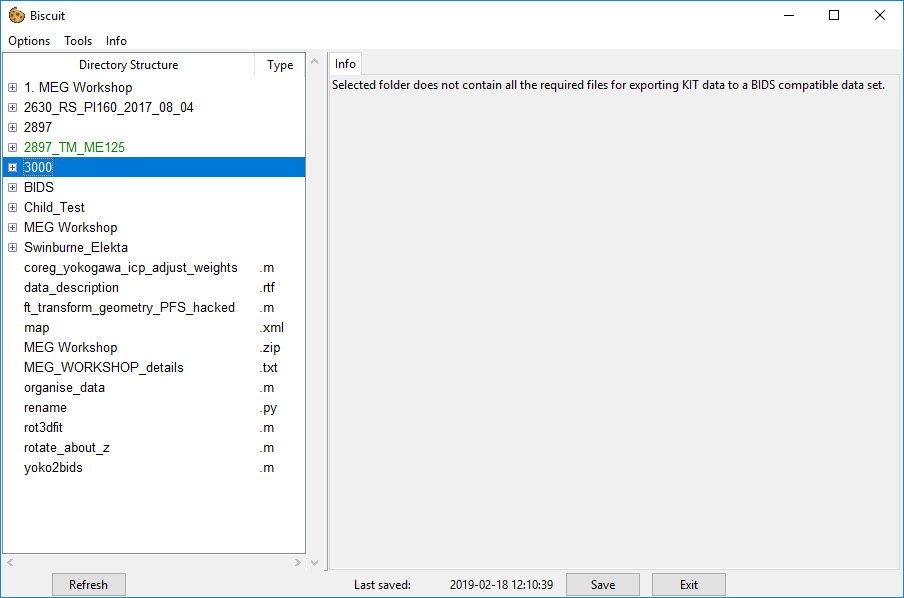 Biscuit
Options Tools Info
Directory Structure Type
1. MEG Workshop
2630_RS_PI160_2017_08_04
2897
2897_TM_ME125
3000
BIDS
Child_Test
MEG Workshop
Swinburne_Elekta
coreg_yokogawa_icp_adjust_weights .m
data_description .rtf
ft_transform_geometry_PFS_hacked .m
map .xml
MEG Workshop .zip
MEG_WORKSHOP_details .txt
organise_data .m
rename .py
rot3dfit .m
rotate_about_z .m
yoko2bids .m
Info
Selected folder does not contain all the required files for exporting KIT data to a BIDS compatible data set.
Refresh Last saved: 2019-02-18 12:10:39 Save Exit